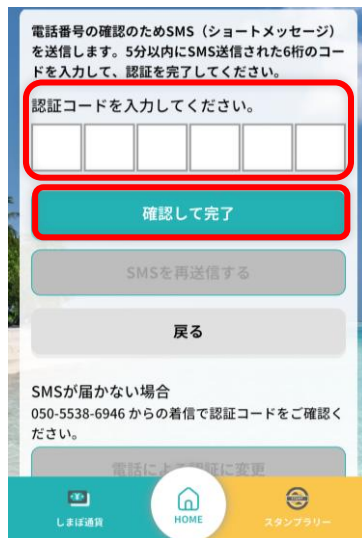 電話番号の確認のためSMS（ショートメッセージ）
を送信します。5分以内にSMS送信された6桁のコー
ドを入力して、認証を完了してください。
認証コードを入力してください。
確認して完了
SMSを再送信する
戻る
SMSが届かない場合
050-5538-6946 からの着信で認証コードをご確認く
ださい。
電話による認証に変更
しまぽ通貨
HOME
スタンプラリー